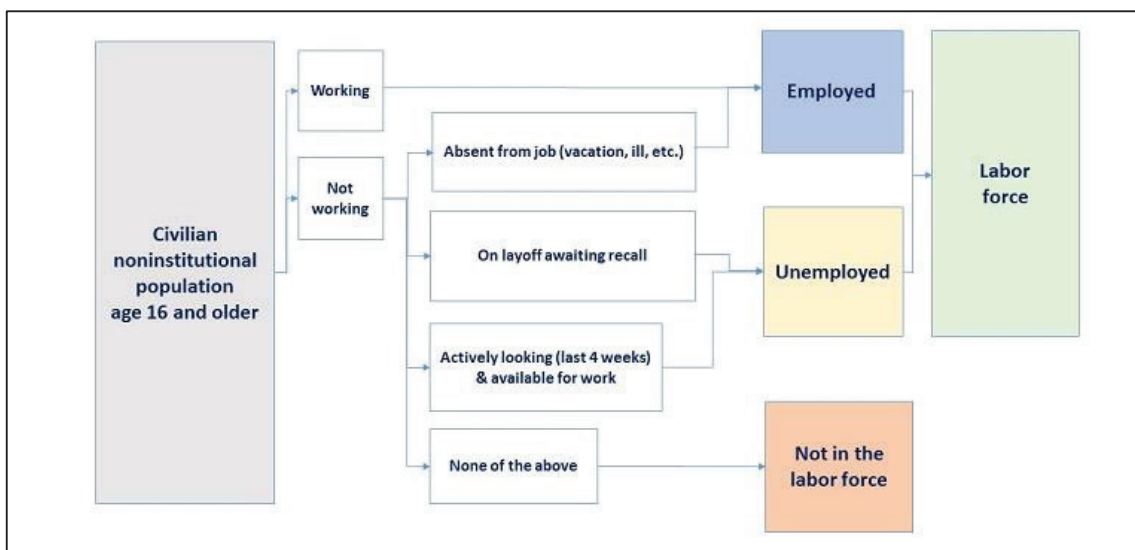 Civilian
noninstitutional
population
age 16 and older
Working
Not
working
Absent from job (vacation, ill, etc.)
On layoff awaiting recall
Actively looking (last 4 weeks)
& available for work
None of the above
Employed
Unemployed
Not in the
labor force
Labor
force